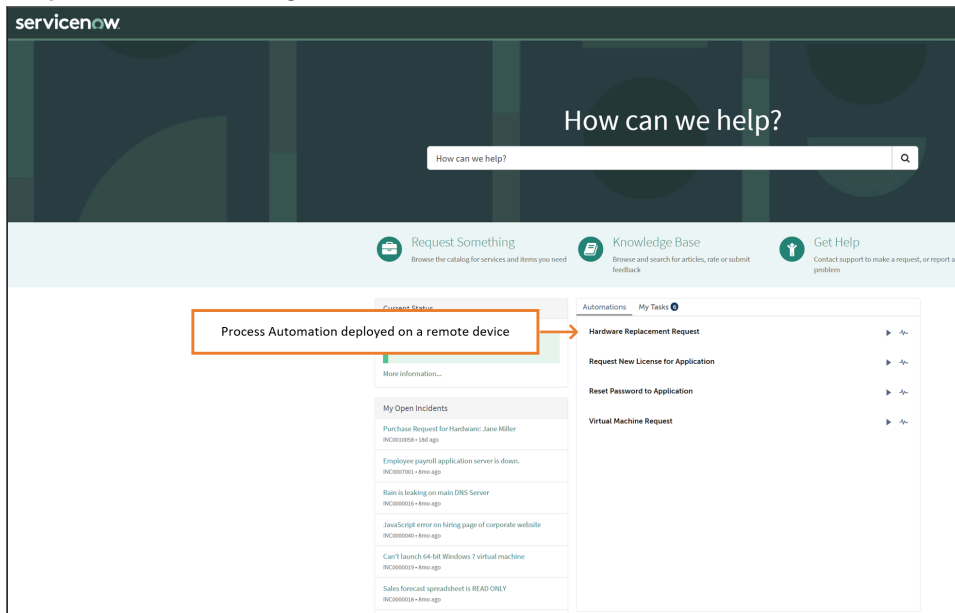 servicenow
How can we help?
How can we help?
Request Something
Browse the catalog for services and items you need
Knowledge Base
Browse and search for articles, rate or submit
feedback
Get Help
Contact support to make a request, or report a
problem
Current Status
Process Automation deployed on a remote device
More information...
My Open Incidents
Purchase Request for Hardware: Jane Miller
INC0010058 • 18d ago
Employee payroll application server is down.
INC0007001 • 8mo ago
Rain is leaking on main DNS Server
INC0000016 • 8mo ago
JavaScript error on hiring page of corporate website
INC0000040 • 8mo ago
Can't launch 64-bit Windows 7 virtual machine
INC0000019 • 8mo ago
Sales forecast spreadsheet is READ ONLY
INC0000018 • 8mo ago
Automations My Tasks 6
Hardware Replacement Request
Request New License for Application
Reset Password to Application
Virtual Machine Request